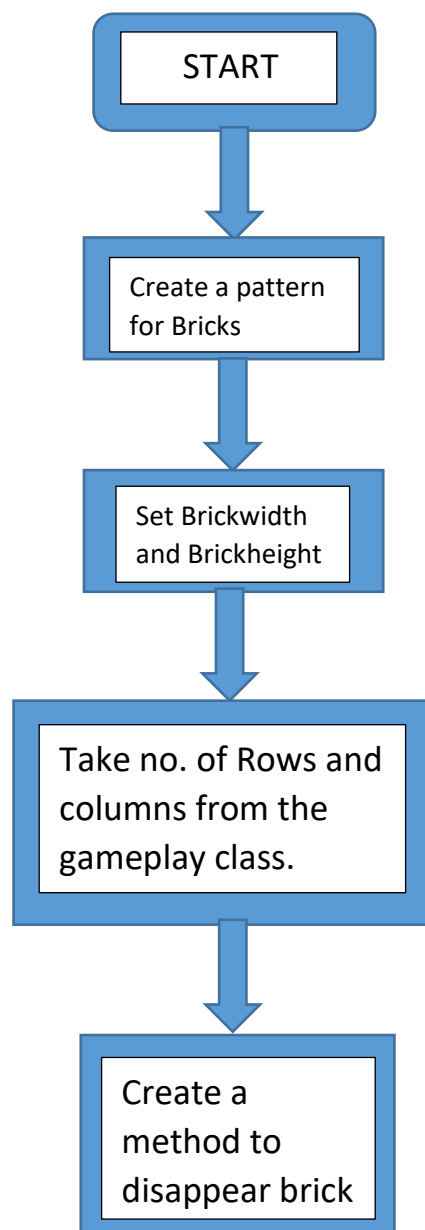 START
Create a pattern
for Bricks
Set Brickwidth
and Brickheight
Take no. of Rows and
columns from the
gameplay class.
Create a
method to
disappear brick